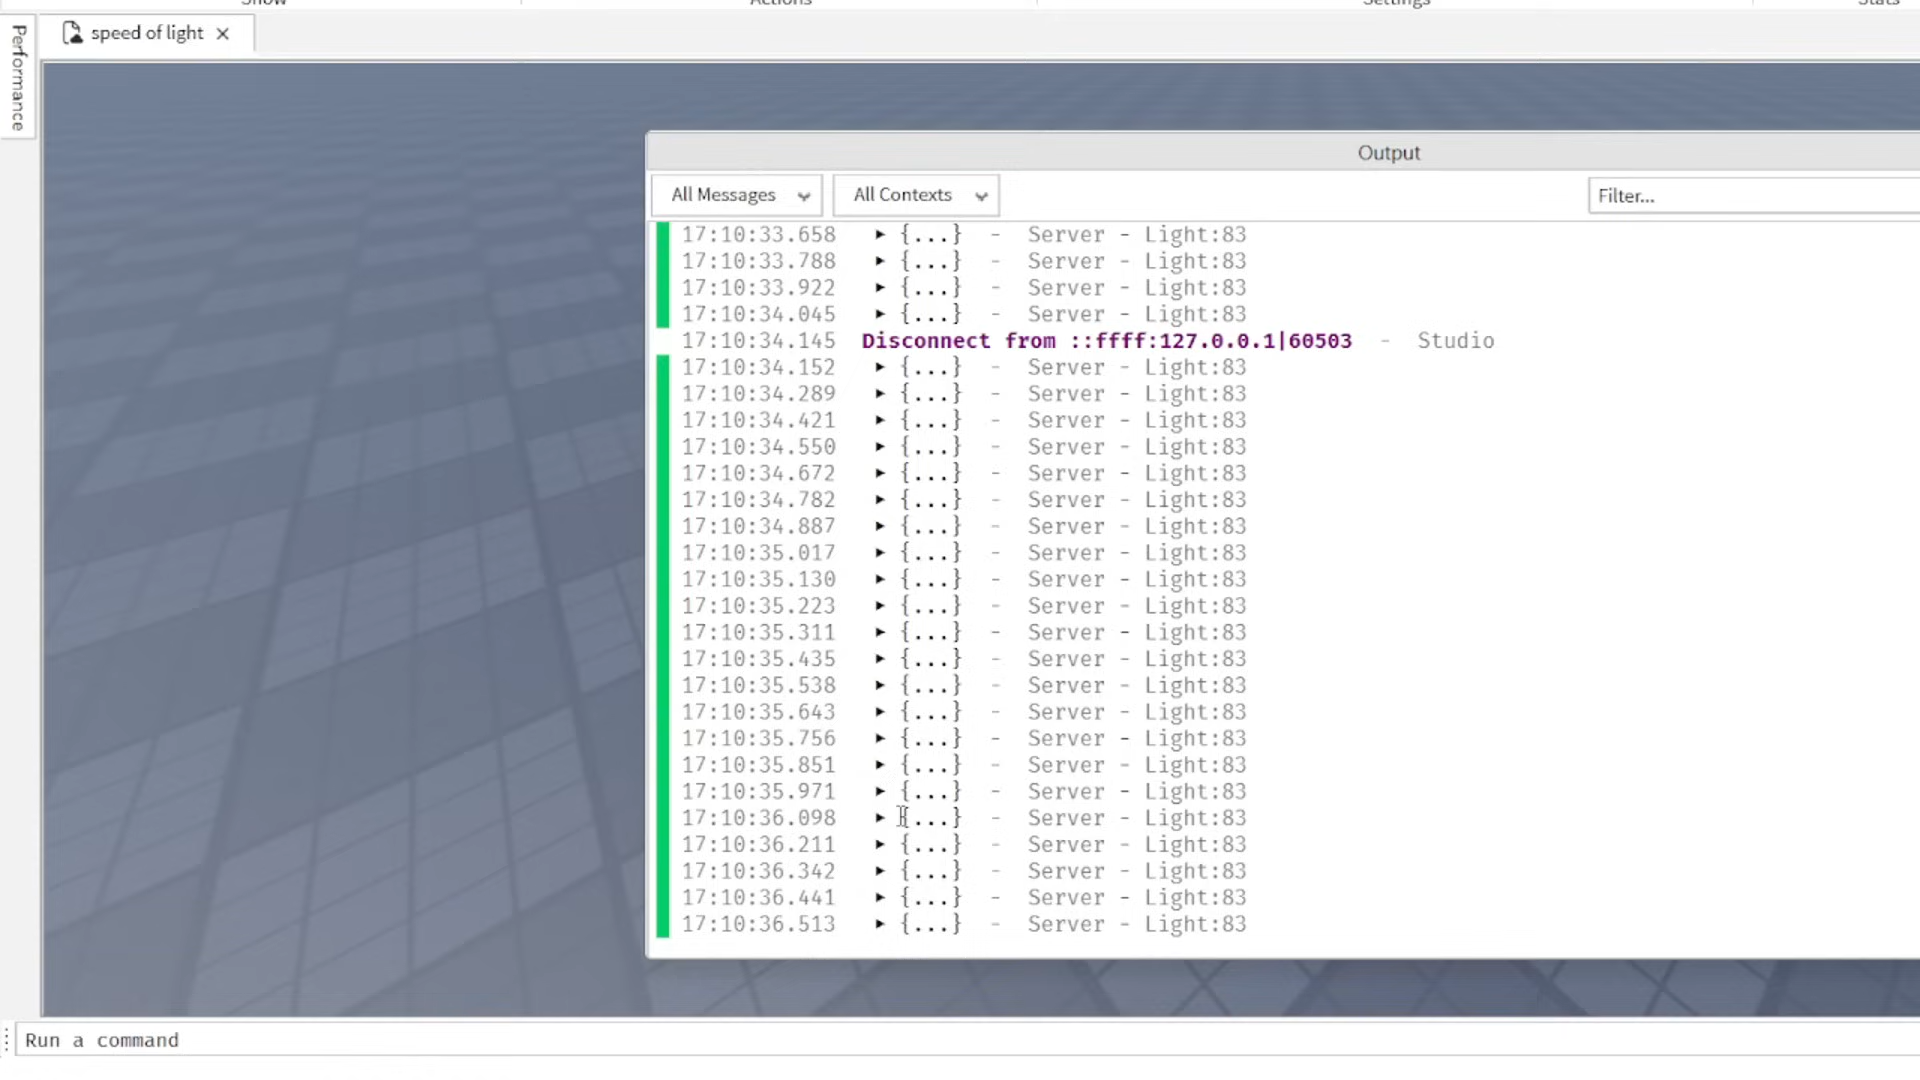 Show Actions Settings Stats
Performance
speed of light
Output
All Messages All Contexts Filter...
17:10:33.658 ▶ {...} - Server - Light:83
17:10:33.788 ▶ {...} - Server - Light:83
17:10:33.922 ▶ {...} - Server - Light:83
17:10:34.045 ▶ {...} - Server - Light:83
17:10:34.145 Disconnect from ::ffff:127.0.0.1|60503 - Studio
17:10:34.152 ▶ {...} - Server - Light:83
17:10:34.289 ▶ {...} - Server - Light:83
17:10:34.421 ▶ {...} - Server - Light:83
17:10:34.550 ▶ {...} - Server - Light:83
17:10:34.672 ▶ {...} - Server - Light:83
17:10:34.782 ▶ {...} - Server - Light:83
17:10:34.887 ▶ {...} - Server - Light:83
17:10:35.017 ▶ {...} - Server - Light:83
17:10:35.130 ▶ {...} - Server - Light:83
17:10:35.223 ▶ {...} - Server - Light:83
17:10:35.311 ▶ {...} - Server - Light:83
17:10:35.435 ▶ {...} - Server - Light:83
17:10:35.538 ▶ {...} - Server - Light:83
17:10:35.643 ▶ {...} - Server - Light:83
17:10:35.756 ▶ {...} - Server - Light:83
17:10:35.851 ▶ {...} - Server - Light:83
17:10:35.971 ▶ {...} - Server - Light:83
17:10:36.098 ▶ {...} - Server - Light:83
17:10:36.211 ▶ {...} - Server - Light:83
17:10:36.342 ▶ {...} - Server - Light:83
17:10:36.441 ▶ {...} - Server - Light:83
17:10:36.513 ▶ {...} - Server - Light:83
Run a command